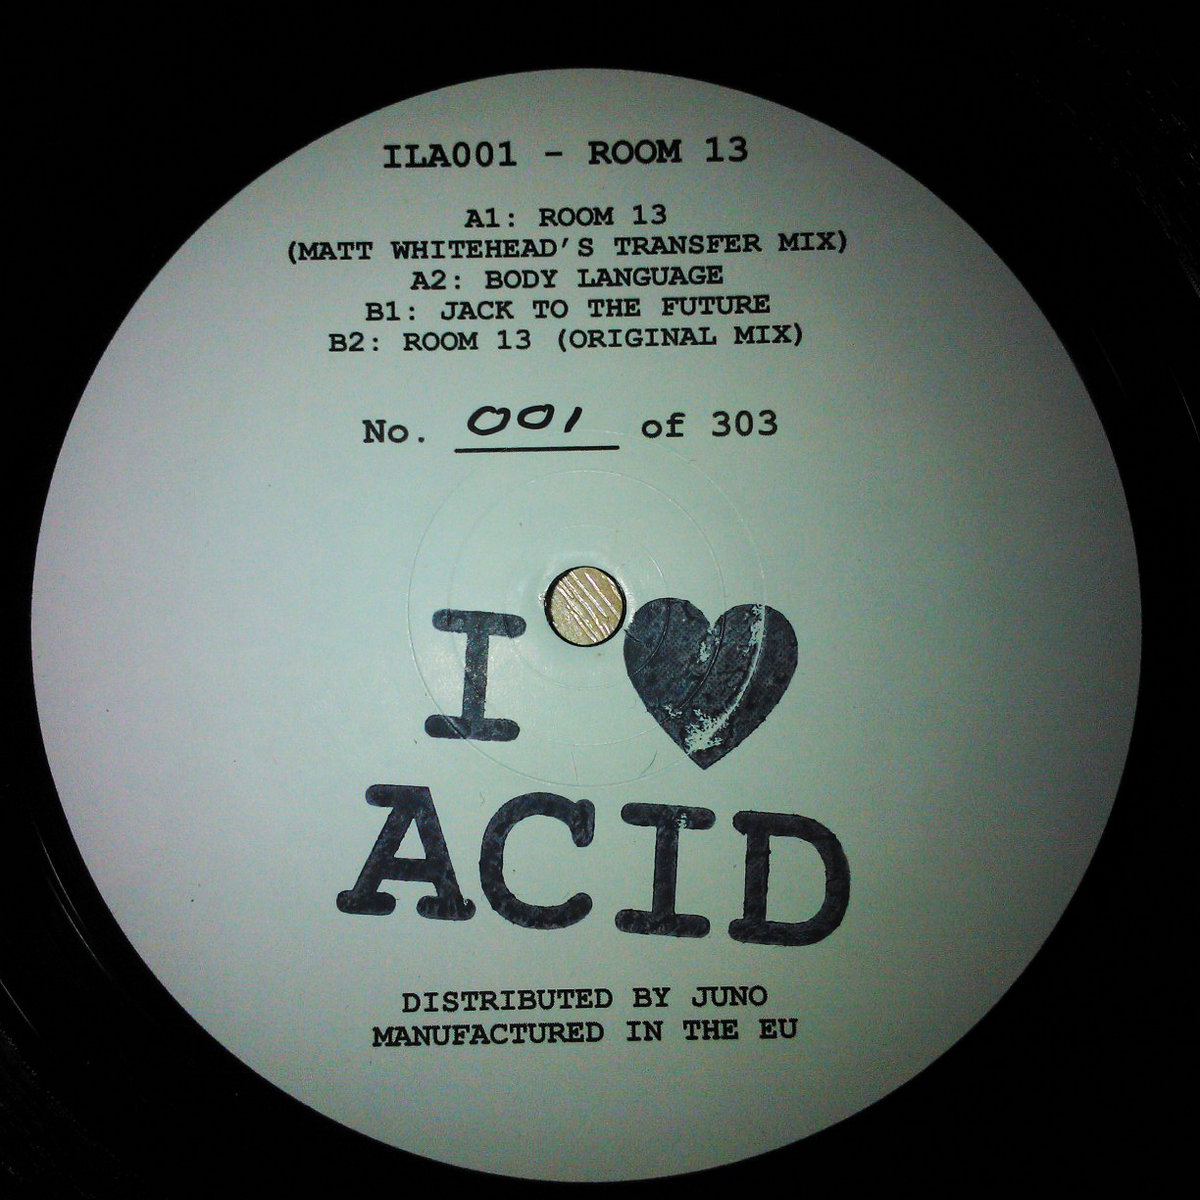 ILA001 - ROOM 13
A1: ROOM 13
(MATT WHITEHEAD'S TRANSFER MIX)
A2: BODY LANGUAGE
B1: JACK TO THE FUTURE
B2: ROOM 13 (ORIGINAL MIX)
No. 001 of 303
I ♥
ACID
DISTRIBUTED BY JUNO
MANUFACTURED IN THE EU